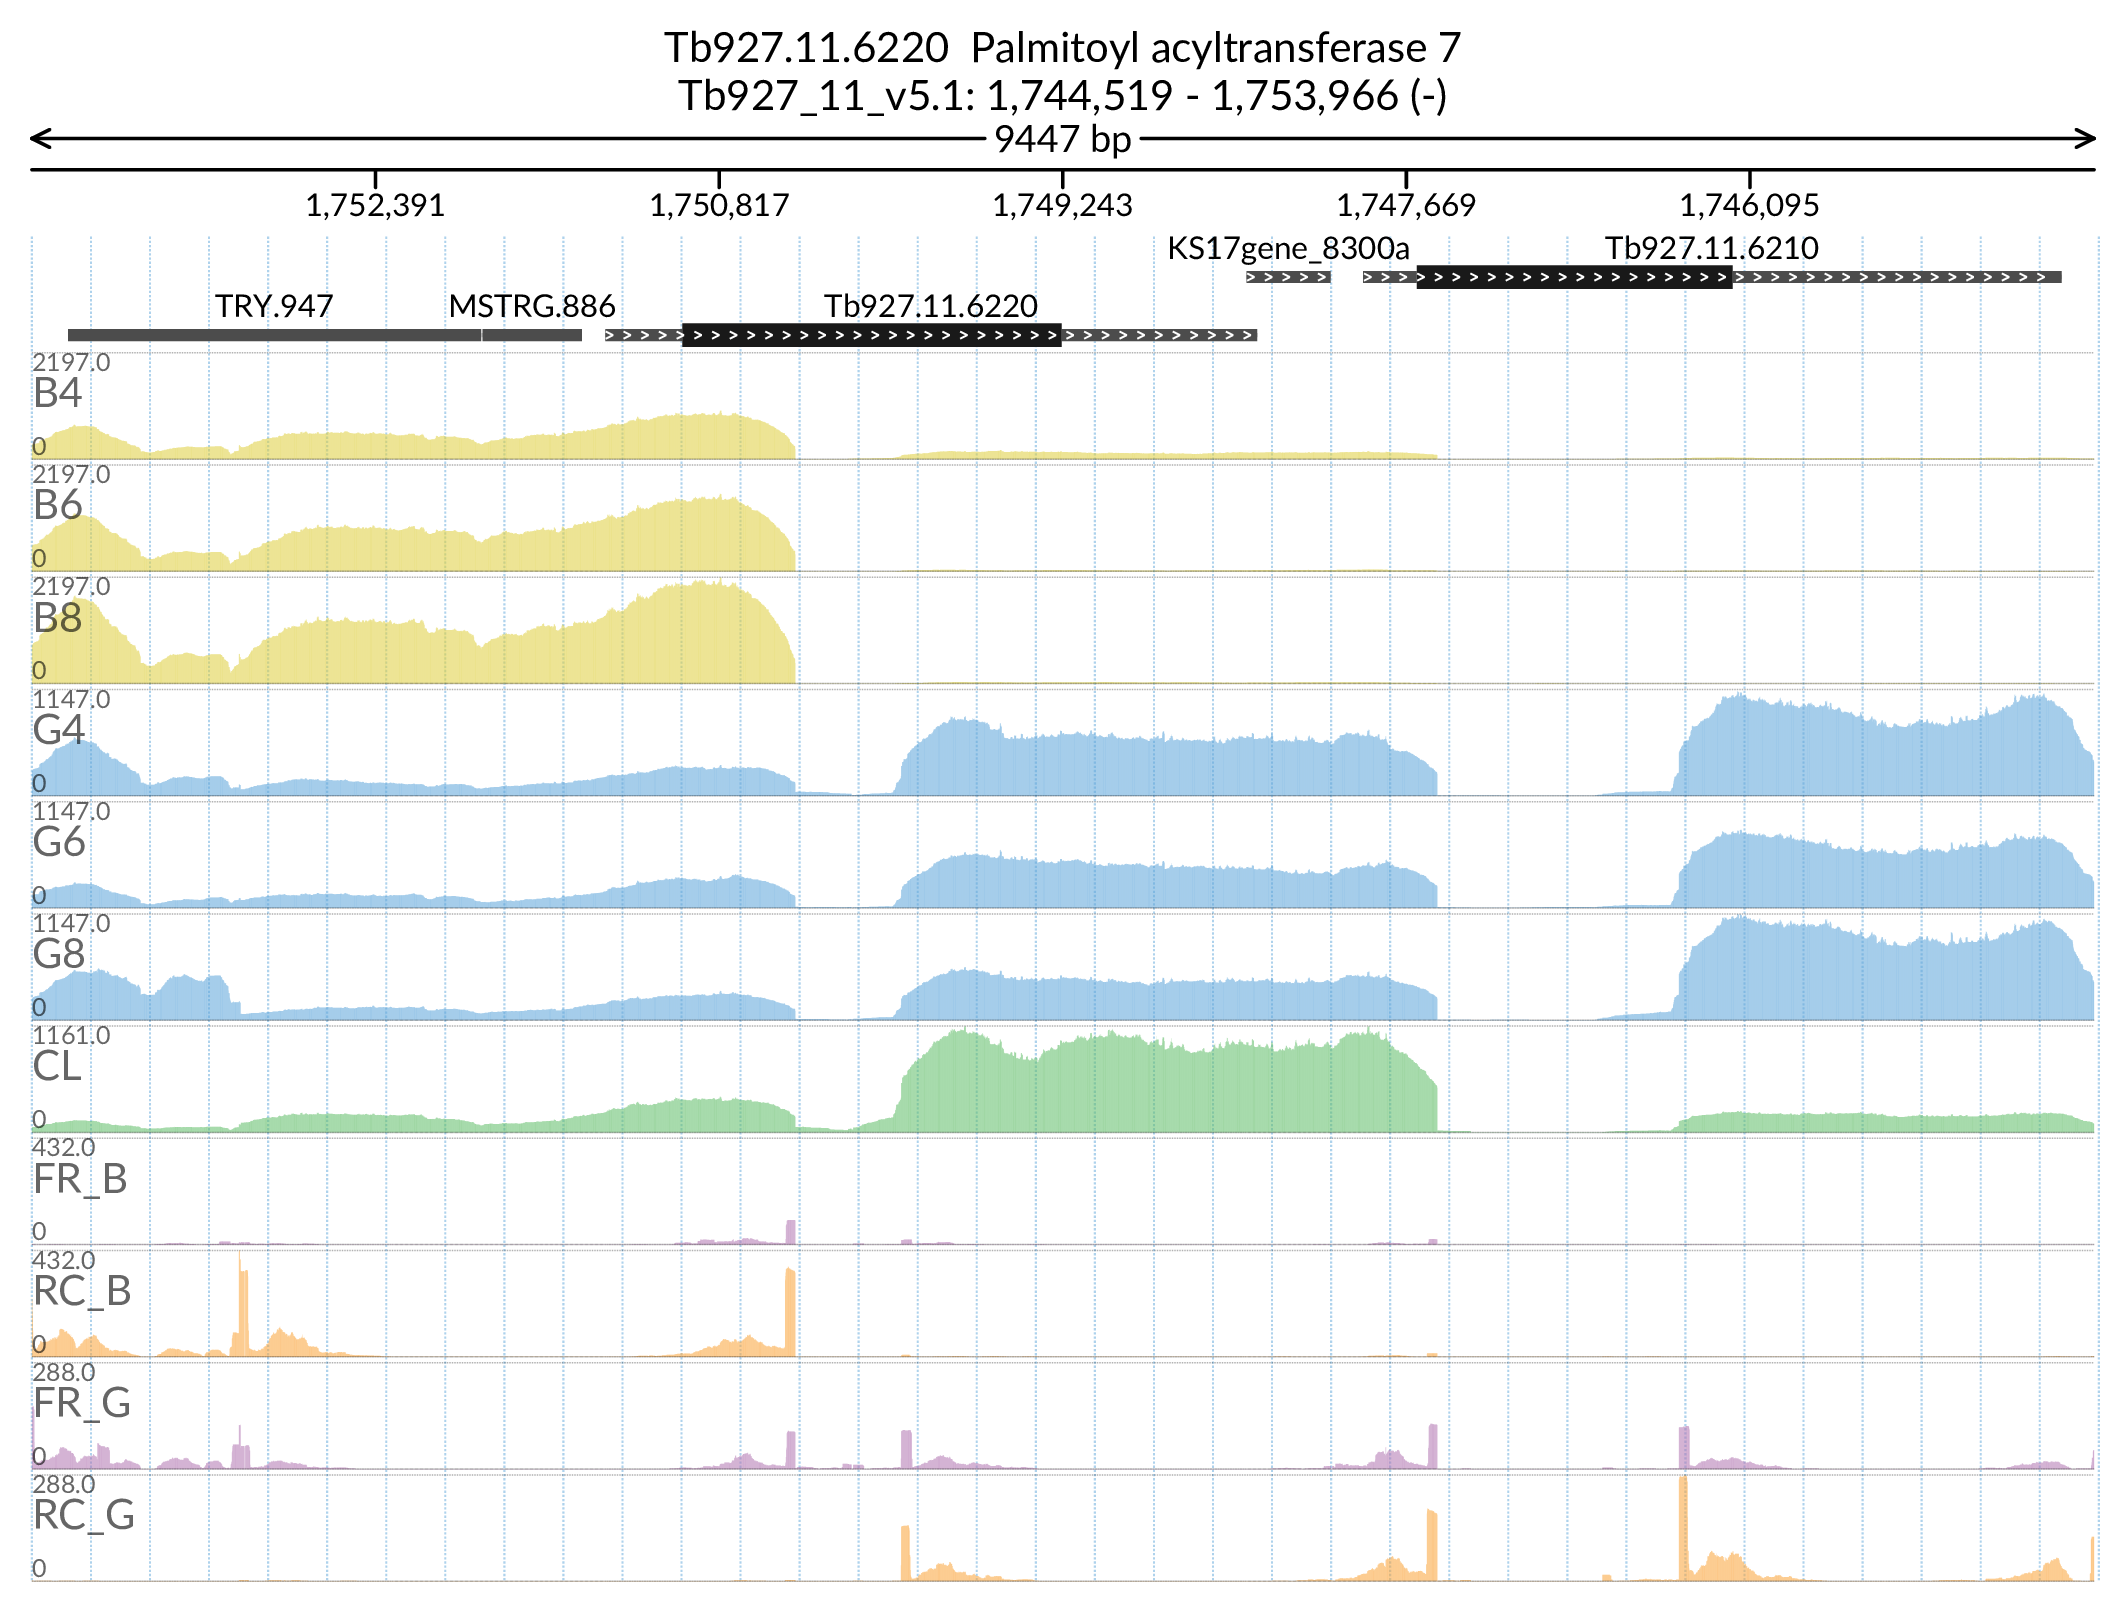 Tb927.11.6220  Palmitoyl acyltransferase 7
Tb927_11_v5.1: 1,744,519 - 1,753,966 (-)
9447 bp
1,752,391 1,750,817 1,749,243 1,747,669 1,746,095
KS17gene_8300a Tb927.11.6210
TRY.947 MSTRG.886 Tb927.11.6220
2197.0
B4
0
2197.0
B6
0
2197.0
B8
0
1147.0
G4
0
1147.0
G6
0
1147.0
G8
0
1161.0
CL
0
432.0
FR_B
0
432.0
RC_B
0
288.0
FR_G
0
288.0
RC_G
0